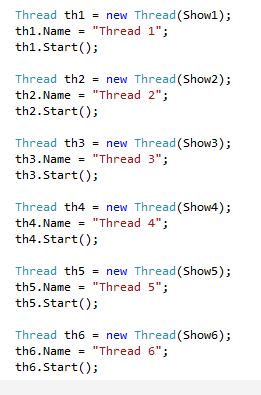 Thread th1 = new Thread(Show1);
th1.Name = "Thread 1";
th1.Start();
Thread th2 = new Thread(Show2);
th2.Name = "Thread 2";
th2.Start();
Thread th3 = new Thread(Show3);
th3.Name = "Thread 3";
th3.Start();
Thread th4 = new Thread(Show4);
th4.Name = "Thread 4";
th4.Start();
Thread th5 = new Thread(Show5);
th5.Name = "Thread 5";
th5.Start();
Thread th6 = new Thread(Show6);
th6.Name = "Thread 6";
th6.Start();